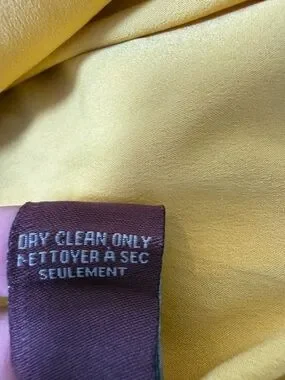 DRY CLEAN ONLY
NETTOYER À SEC
SEULEMENT